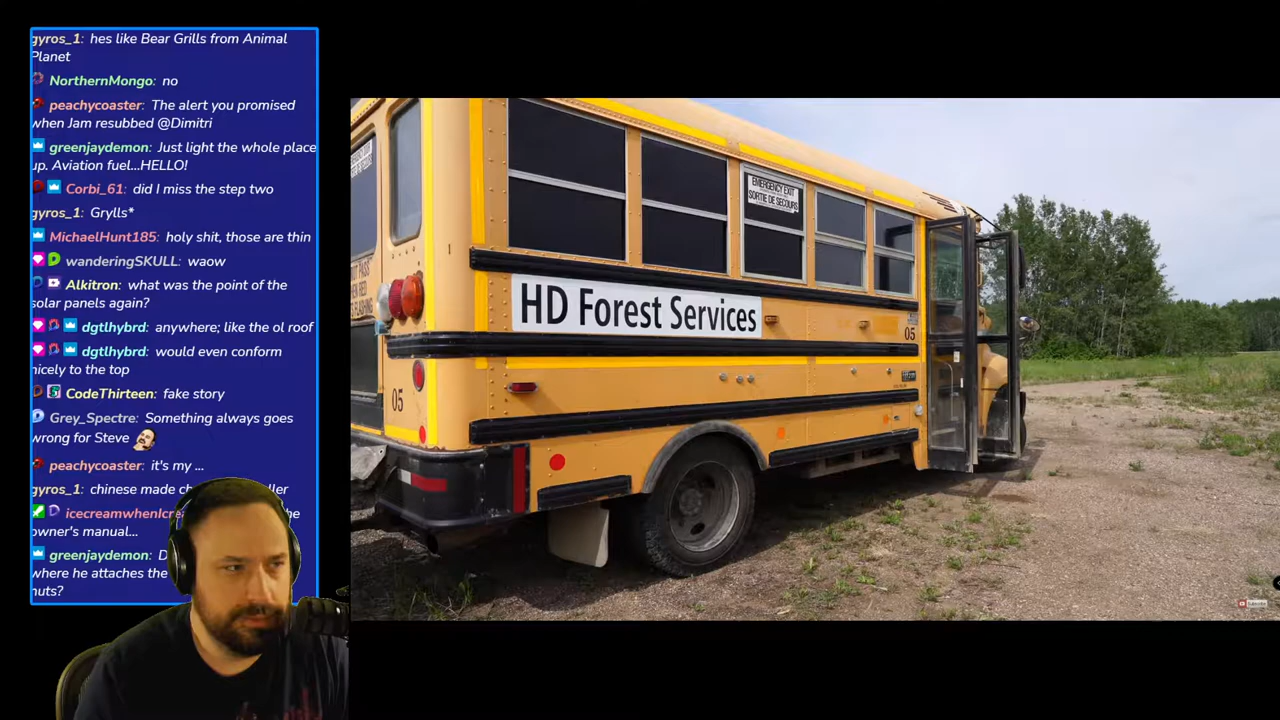 gyros_1: hes like Bear Grills from Animal
Planet
NorthernMongo: no
peachycoaster: The alert you promised
when Jam resubbed @Dimitri
greenjaydemon: Just light the whole place
up. Aviation fuel...HELLO!
Corbi_61: did I miss the step two
gyros_1: Grylls*
MichaelHunt185: holy shit, those are thin
wanderingSKULL: waow
Alkitron: what was the point of the
solar panels again?
dgtlhybrd: anywhere; like the ol roof
dgtlhybrd: would even conform
nicely to the top
CodeThirteen: fake story
Grey_Spectre: Something always goes
wrong for Steve
peachycoaster: it's my ...
gyros_1: chinese made
icecreamwhenIcre
owner's manual...
greenjaydemon: D
where he attaches the
nuts?
EMERGENCY EXIT
SORTIE DE SECOURS
HD Forest Services
05
05
Subscribe